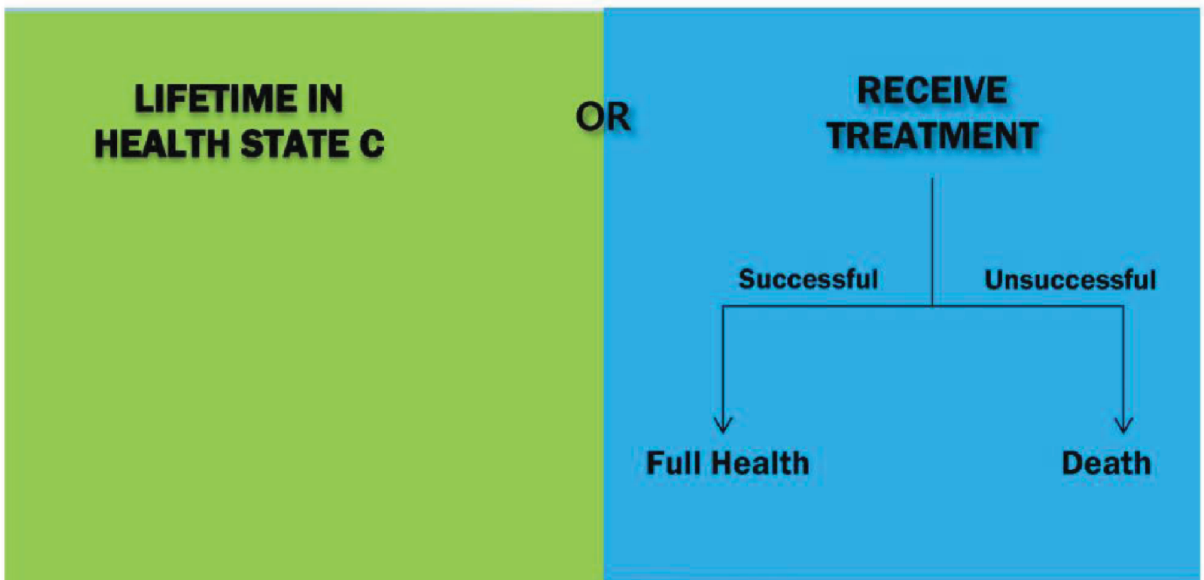 LIFETIME IN
HEALTH STATE C
OR
RECEIVE
TREATMENT
Successful
Unsuccessful
Full Health
Death